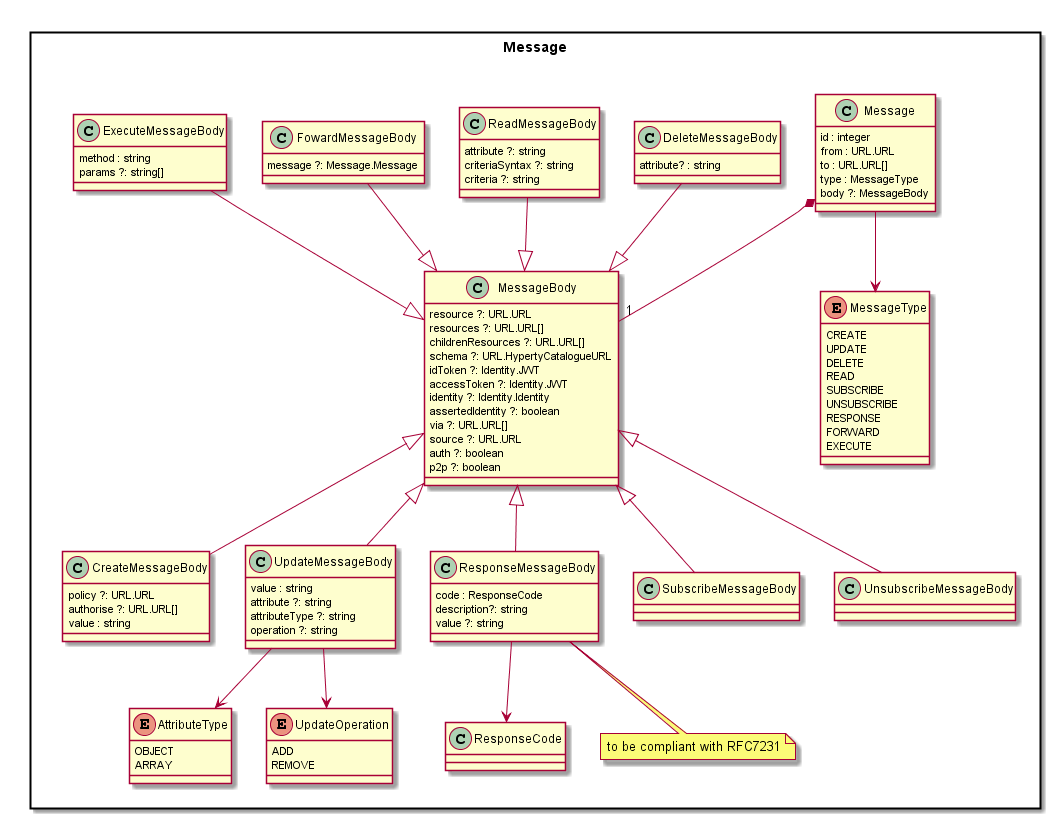 Message
C ExecuteMessageBody
method : string
params ?: string[]
C FowardMessageBody
message ?: Message.Message
C ReadMessageBody
attribute ?: string
criteriaSyntax ?: string
criteria ?: string
C DeleteMessageBody
attribute? : string
C Message
id : integer
from : URL.URL
to : URL.URL[]
type : MessageType
body ?: MessageBody
C MessageBody
resource ?: URL.URL
resources ?: URL.URL[]
childrenResources ?: URL.URL[]
schema ?: URL.HypertyCatalogueURL
idToken ?: Identity.JWT
accessToken ?: Identity.JWT
identity ?: Identity.Identity
assertedIdentity ?: boolean
via ?: URL.URL[]
source ?: URL.URL
auth ?: boolean
p2p ?: boolean
1
E MessageType
CREATE
UPDATE
DELETE
READ
SUBSCRIBE
UNSUBSCRIBE
RESPONSE
FORWARD
EXECUTE
C CreateMessageBody
policy ?: URL.URL
authorise ?: URL.URL[]
value : string
C UpdateMessageBody
value : string
attribute ?: string
attributeType ?: string
operation ?: string
C ResponseMessageBody
code : ResponseCode
description?: string
value ?: string
C SubscribeMessageBody
C UnsubscribeMessageBody
E AttributeType
OBJECT
ARRAY
E UpdateOperation
ADD
REMOVE
C ResponseCode
to be compliant with RFC7231